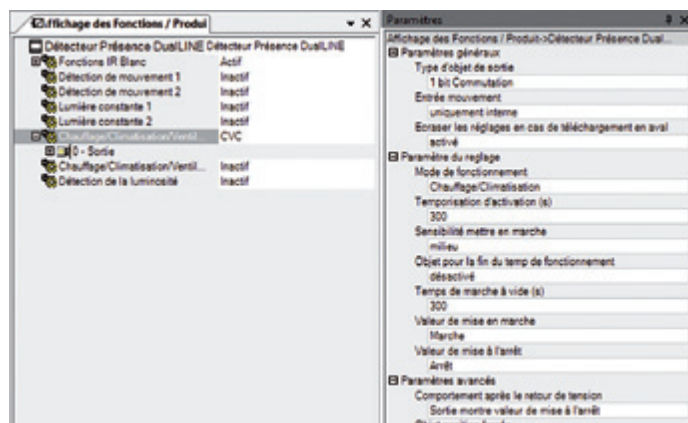 Affichage des Fonctions / Produi
Détecteur Présence DualLINE Détecteur Présence DualLINE
Fonctions IR Blanc Actif
Détection de mouvement 1 Inactif
Détection de mouvement 2 Inactif
Lumière constante 1 Inactif
Lumière constante 2 Inactif
Chauffage/Climatisation/Ventil... CVC
0 - Sortie
Chauffage/Climatisation/Ventil... Inactif
Détection de la luminosité Inactif
Paramètres
Affichage des Fonctions / Produit->Détecteur Présence Dual...
Paramètres généraux
Type d'objet de sortie
1 bit Commutation
Entrée mouvement
uniquement interne
Ecraser les réglages en cas de téléchargement en aval
activé
Paramètre du reglage
Mode de fonctionnement
Chauffage/Climatisation
Temporisation d'activation (s)
300
Sensibilité mettre en marche
milieu
Objet pour la fin du temp de fonctionnement
désactivé
Temps de marche à vide (s)
300
Valeur de mise en marche
Marche
Valeur de mise à l'arrêt
Arrêt
Paramètres avancés
Comportement après le retour de tension
Sortie montre valeur de mise à l'arrêt